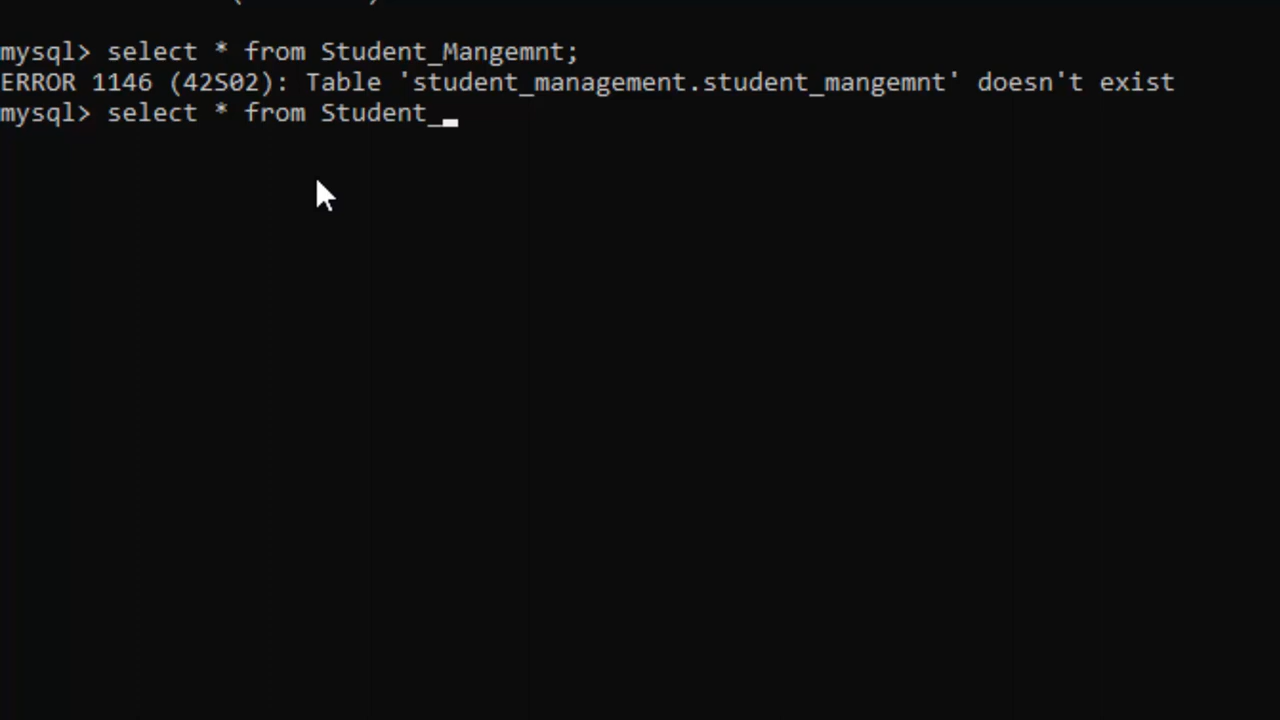 mysql> select * from Student_Mangemnt;
ERROR 1146 (42S02): Table 'student_management.student_mangemnt' doesn't exist
mysql> select * from Student_